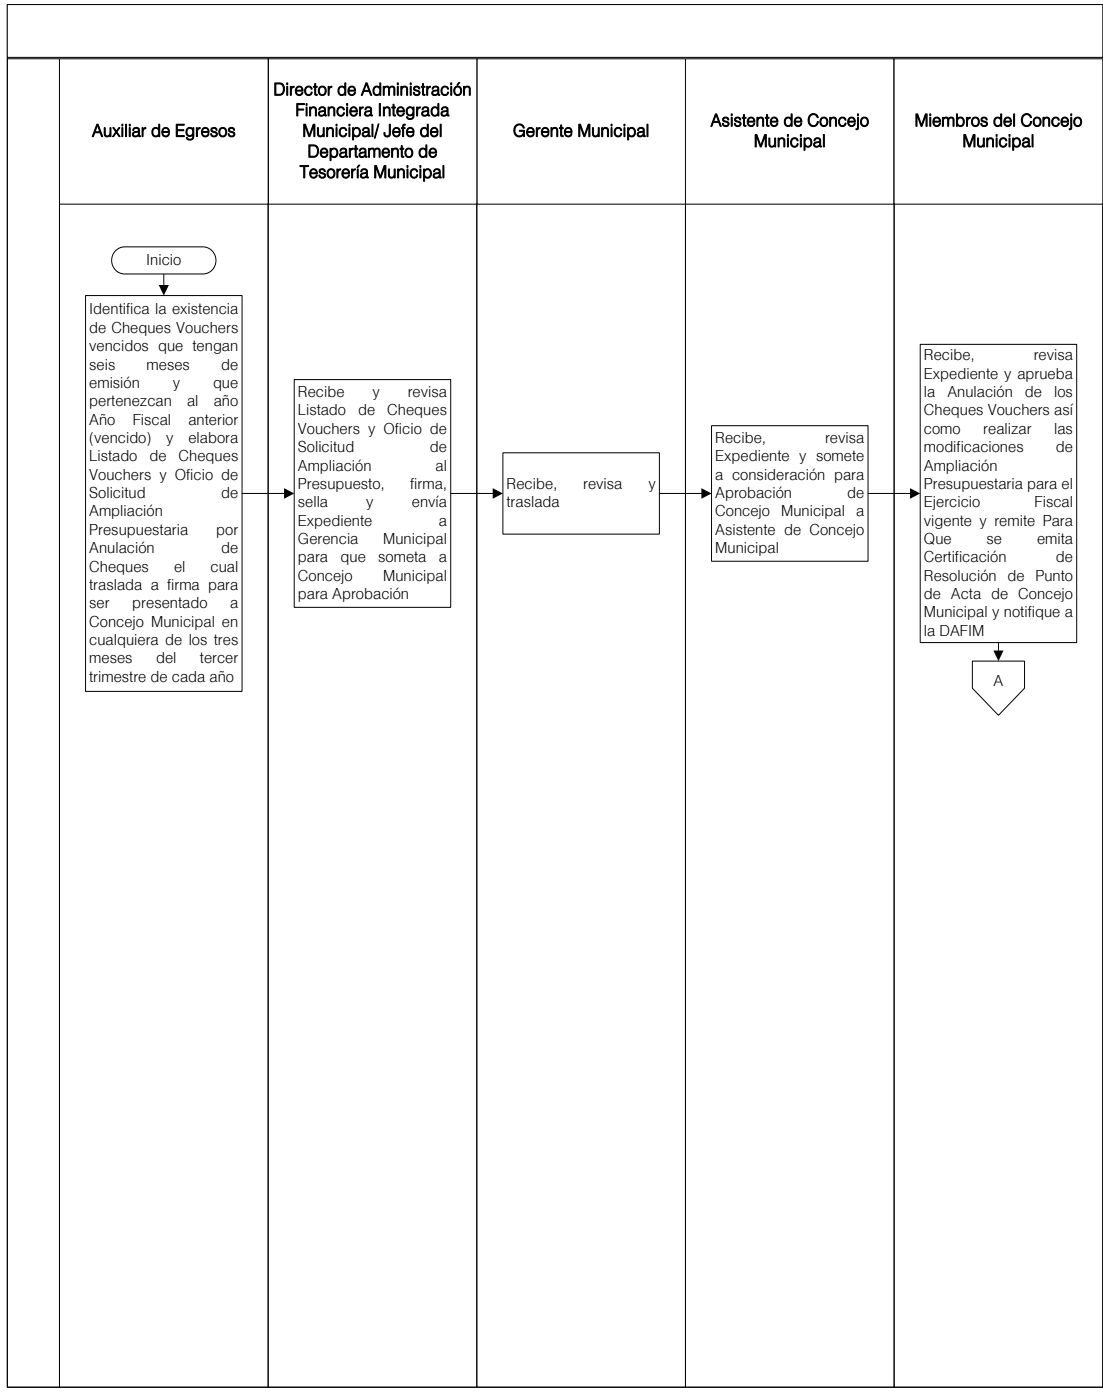 Auxiliar de Egresos
Director de Administración
Financiera Integrada
Municipal/ Jefe del
Departamento de
Tesorería Municipal
Gerente Municipal
Asistente de Concejo
Municipal
Miembros del Concejo
Municipal
Inicio
Identifica la existencia
de Cheques Vouchers
vencidos que tengan
seis meses de
emisión y que
pertenezcan al año
Año Fiscal anterior
(vencido) y elabora
Listado de Cheques
Vouchers y Oficio de
Solicitud de
Ampliación
Presupuestaria por
Anulación de
Cheques el cual
traslada a firma para
ser presentado a
Concejo Municipal en
cualquiera de los tres
meses del tercer
trimestre de cada año
Recibe y revisa
Listado de Cheques
Vouchers y Oficio de
Solicitud de
Ampliación al
Presupuesto, firma,
sella y envía
Expediente a
Gerencia Municipal
para que someta a
Concejo Municipal
para Aprobación
Recibe, revisa y
traslada
Recibe, revisa
Expediente y somete
a consideración para
Aprobación de
Concejo Municipal a
Asistente de Concejo
Municipal
Recibe, revisa
Expediente y aprueba
la Anulación de los
Cheques Vouchers así
como realizar las
modificaciones de
Ampliación
Presupuestaria para el
Ejercicio Fiscal
vigente y remite Para
Que se emita
Certificación de
Resolución de Punto
de Acta de Concejo
Municipal y notifique a
la DAFIM
A